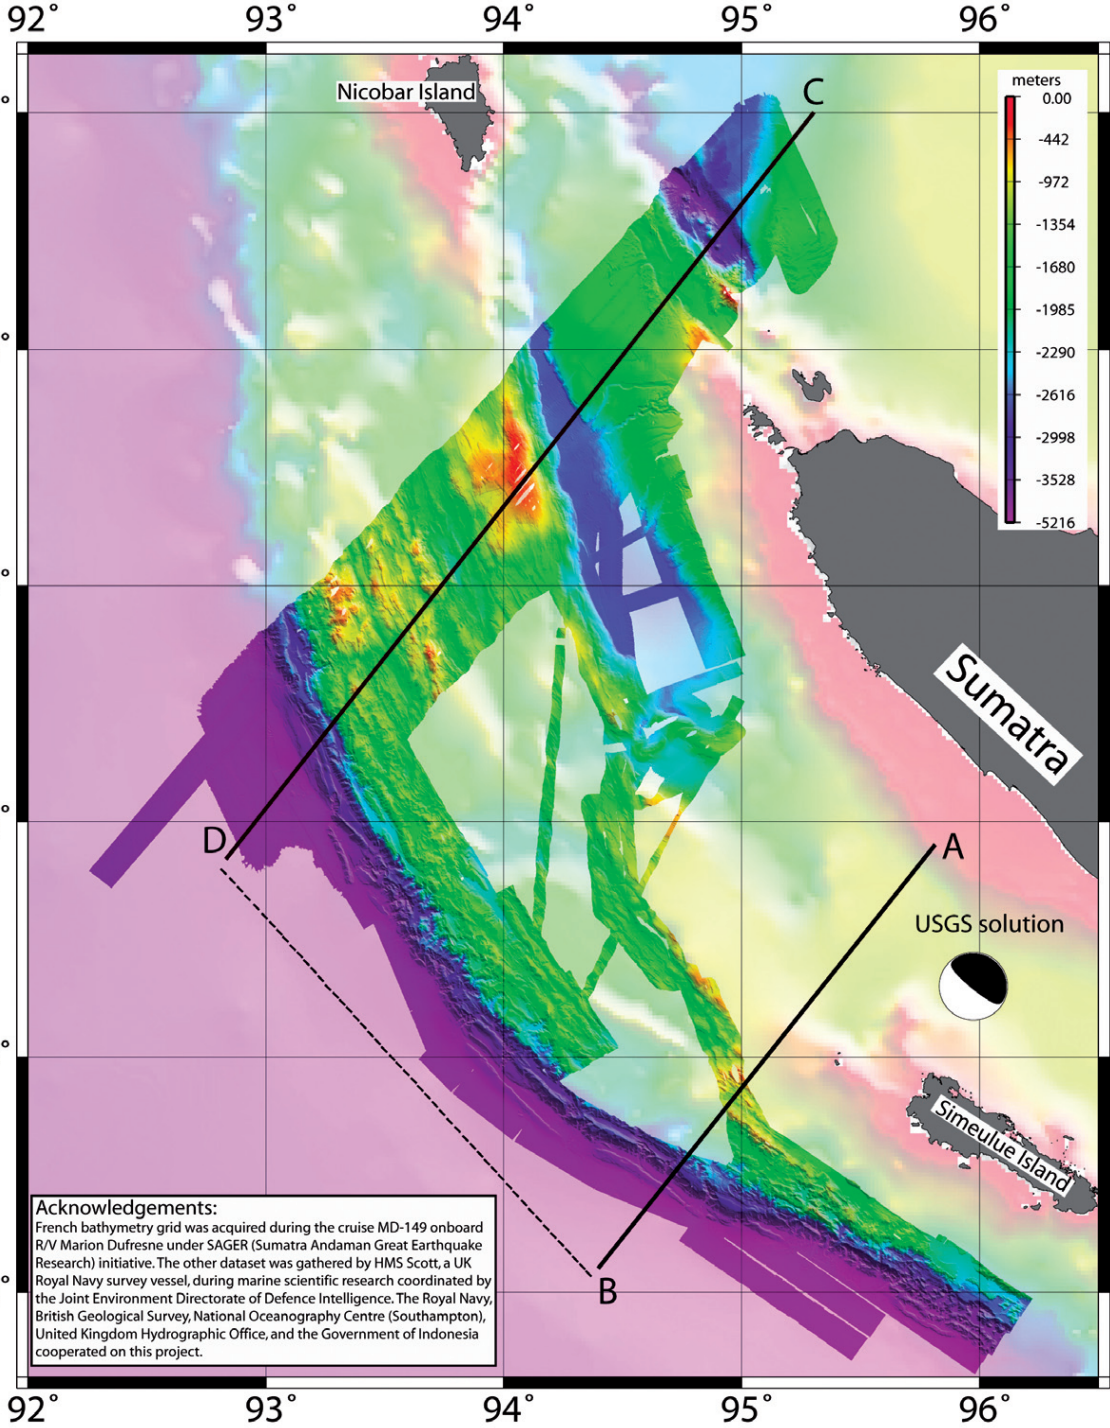 92° 93° 94° 95° 96°
C
Nicobar Island
meters
0.00
-442
-972
-1354
-1680
-1985
-2290
-2616
-2998
-3528
-5216
°
°
°
°
°
°
Sumatra
D
A
USGS solution
Simeulue Island
B
Acknowledgements:
French bathymetry grid was acquired during the cruise MD-149 onboard
R/V Marion Dufresne under SAGER (Sumatra Andaman Great Earthquake
Research) initiative. The other dataset was gathered by HMS Scott, a UK
Royal Navy survey vessel, during marine scientific research coordinated by
the Joint Environment Directorate of Defence Intelligence. The Royal Navy,
British Geological Survey, National Oceanography Centre (Southampton),
United Kingdom Hydrographic Office, and the Government of Indonesia
cooperated on this project.
92° 93° 94° 95° 96°